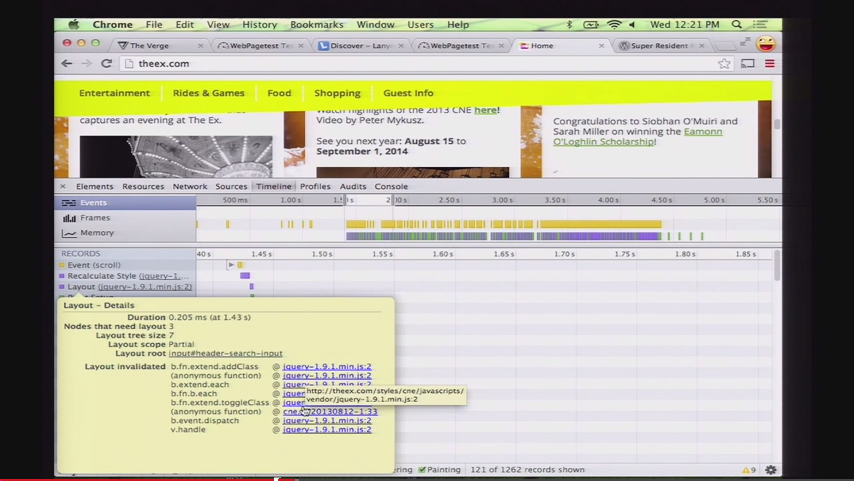 Chrome File Edit View History Bookmarks Window Users Help Wed 12:21 PM
The Verge WebPagetest Te Discover – Lany WebPagetest Te Home Super Resident
theex.com
Entertainment Rides & Games Food Shopping Guest Info
captures an evening at The Ex.
Watch highlights of the 2013 CNE here!
Video by Peter Mykusz.
See you next year: August 15 to
September 1, 2014
Congratulations to Siobhan O'Muiri and
Sarah Miller on winning the Eamonn
O'Loghlin Scholarship!
Elements Resources Network Sources Timeline Profiles Audits Console
Events 500 ms 1.00 s 1.5 0 s 2 2.50 s 3.00 s 3.50 s 4.00 s 4.50 s 5.00 s 5.50 s
Frames
Memory
RECORDS 40 s 1.45 s 1.50 s 1.55 s 1.60 s 1.65 s 1.70 s 1.75 s 1.80 s 1.85 s
Event (scroll)
Recalculate Style (jquery-1....
Layout (jquery-1.9.1.min.js:2)
Layout – Details
Duration 0.205 ms (at 1.43 s)
Nodes that need layout 3
Layout tree size 7
Layout scope Partial
Layout root input#header-search-input
Layout invalidated b.fn.extend.addClass @ jquery-1.9.1.min.js:2
(anonymous function) @ jquery-1.9.1.min.js:2
b.extend.each @ jquery-1.9.1.min.js:2
b.fn.b.each @ jquery
b.fn.extend.toggleClass @ jquer
(anonymous function) @ cne. 20130812-1:33
b.event.dispatch @ jquery-1.9.1.min.js:2
v.handle @ jquery-1.9.1.min.js:2
http://theex.com/styles/cne/javascripts/
vendor/jquery-1.9.1.min.js:2
ering Painting 121 of 1262 records shown 9